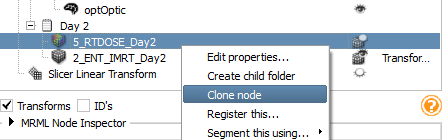 optOptic
Day 2
5_RTDOSE_Day2
2_ENT_IMRT_Day2
Transfor...
Slicer Linear Transform
Edit properties...
Create child folder
Clone node
Register this...
Segment this using...
Transforms
ID's
MRML Node Inspector
?